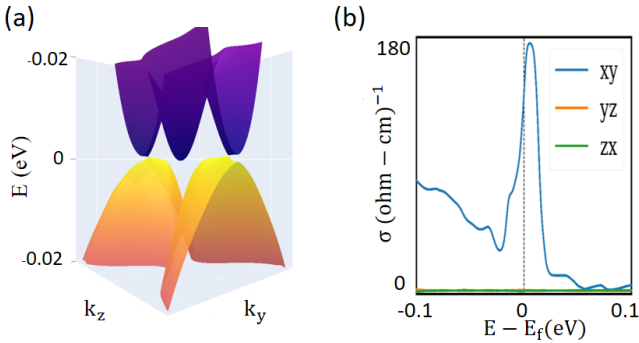 (a)
-0.02
0
-0.02
E (eV)
k_z
k_y
(b)
180
0
σ (ohm − cm)⁻¹
xy
yz
zx
-0.1
0
0.1
E − E_f(eV)